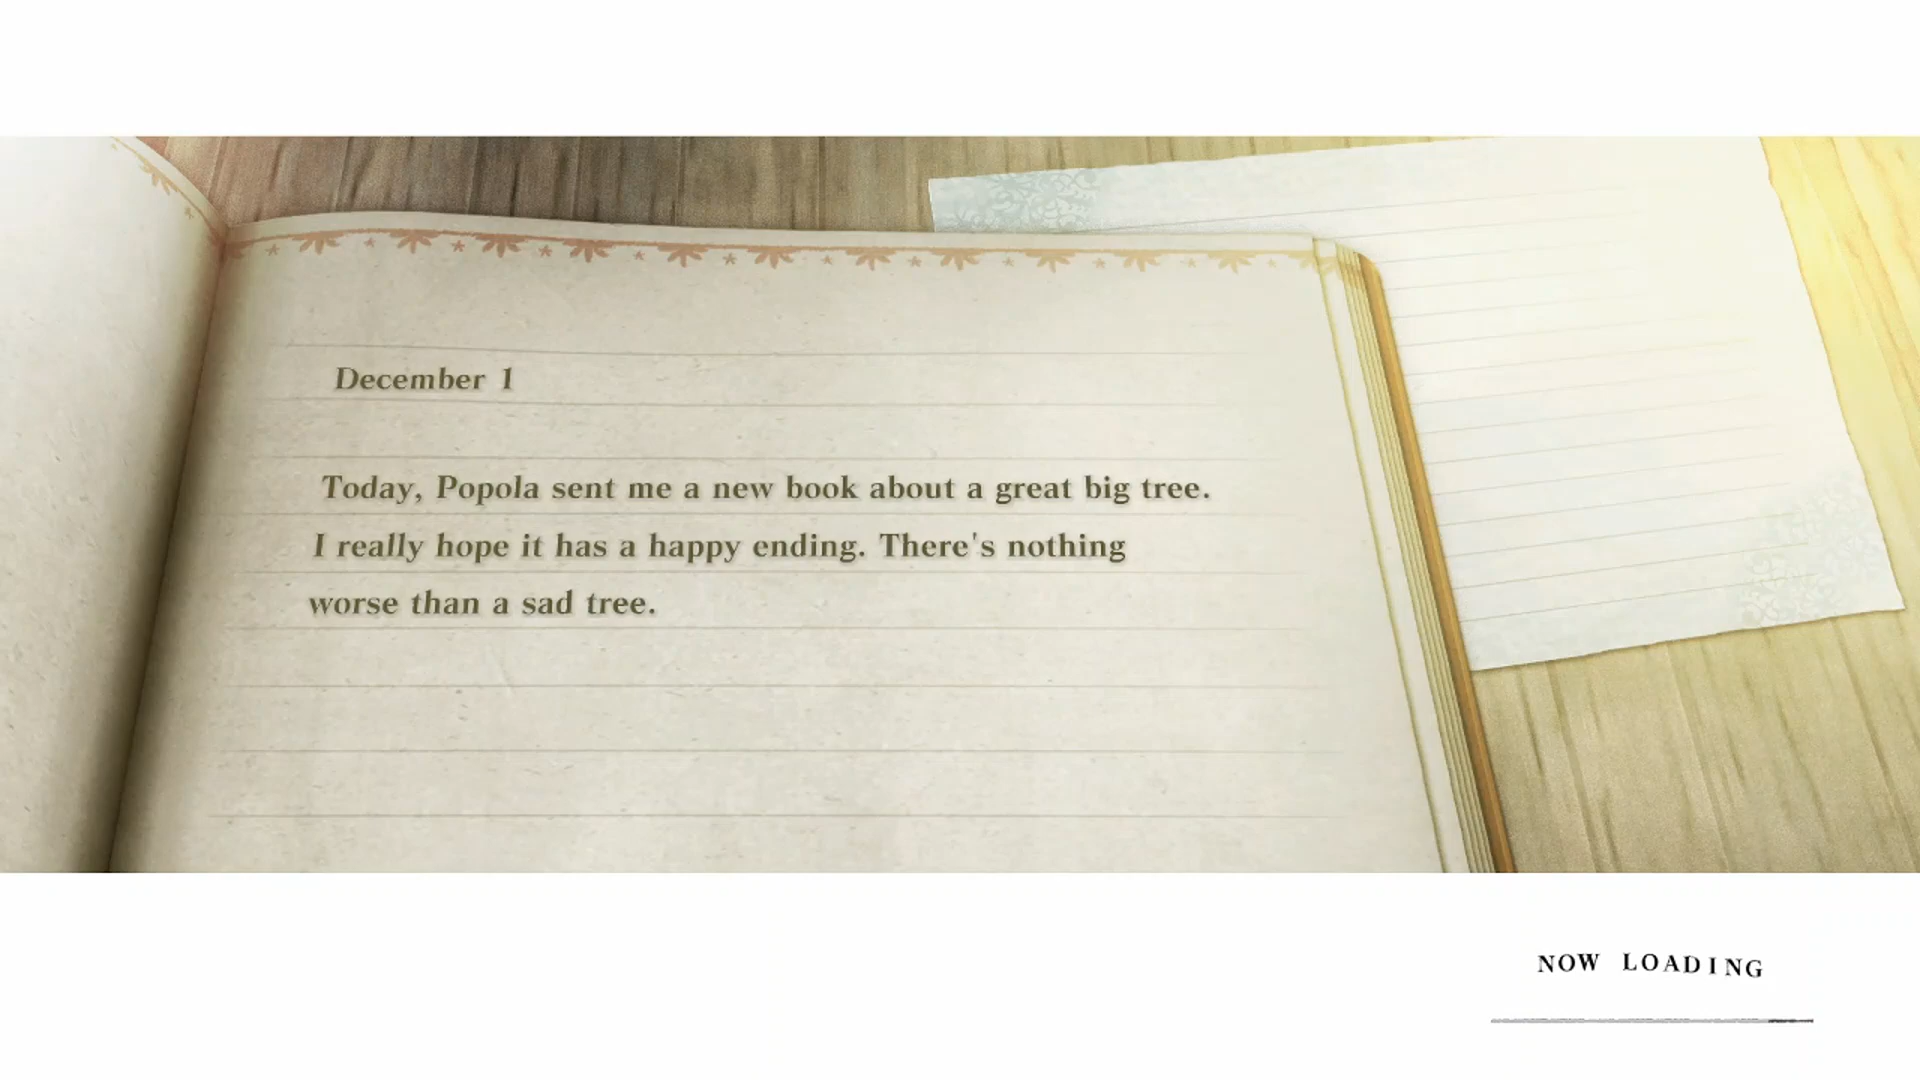 December 1
Today, Popola sent me a new book about a great big tree.
I really hope it has a happy ending. There's nothing
worse than a sad tree.
NOW LOADING